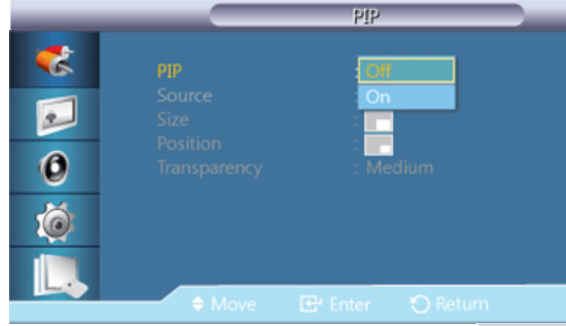 PIP
PIP : Off
Source : On
Size :
Position :
Transparency : Medium
Move Enter Return